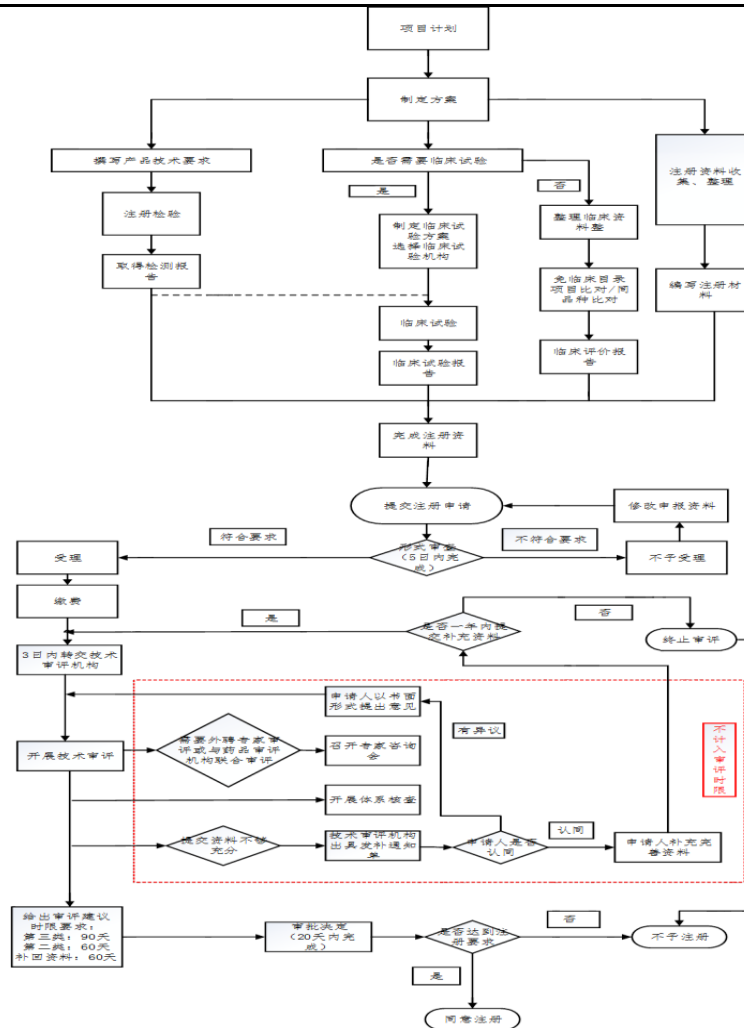 项目计划
制定方案
撰写产品技术要求
是否需要临床试验
注册资料收
集、整理
是
否
注册检验
制定临床试
验方案
选择临床试
验机构
整理临床资
料整
取得检测报
告
免临床目录
项目比对/同
品种比对
编写注册材
料
临床试验
临床试验报
告
临床评价报
告
完成注册资
料
提交注册申请
修改申报资料
符合要求
形式审查
(5日内完
成)
不符合要求
受理
不予受理
缴费
是
是否一年内提
交补充资料
否
终止审评
3日内转交技术
审评机构
申请人以书面
形式提出意见
有异议
不计入审评时限
开展技术审评
需要外聘专家审
评或与药品审评
机构联合审评
召开专家咨询
会
开展体系核查
提交资料不够
充分
技术审评机构
出具发补通知
单
申请人是否
认同
认同
申请人补充完
善资料
给出审评建议
时限要求:
第三类:90天
第二类:60天
补回资料:60天
审批决定
(20天内完
成)
是否达到注
册要求
否
不予注册
是
同意注册